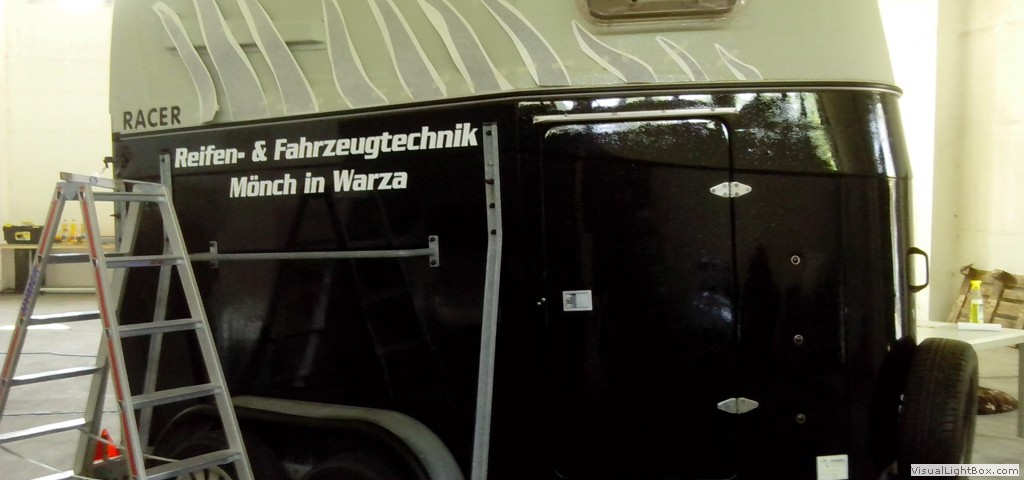 RACER
Reifen- & Fahrzeugtechnik
Mönch in Warza
VisualLightBox.com